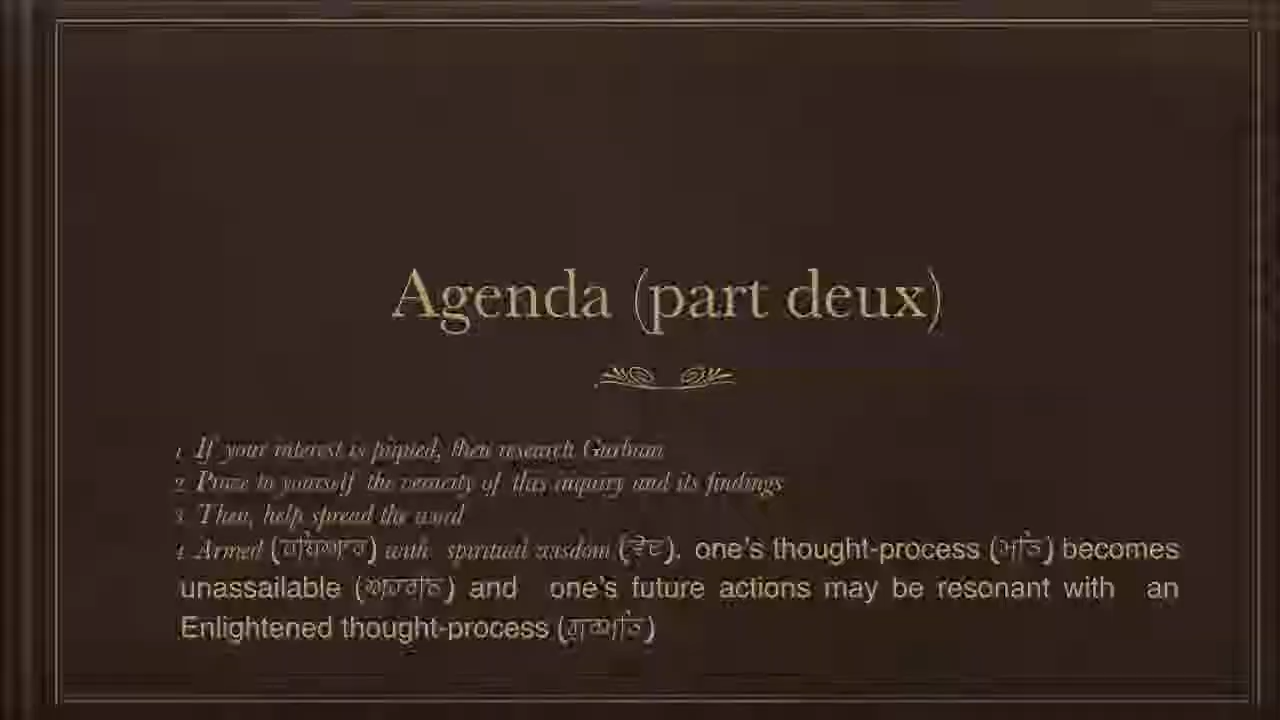 Agenda (part deux)
1 If your interest is piqued, then research Gurbani
2 Prove to yourself the veracity of this inquiry and its findings
3 Then, help spread the word
4 Armed (ਹਥਿਆਰ) with spiritual wisdom (ਵੇਦ), one's thought-process (ਮਤਿ) becomes
unassailable () and one's future actions may be resonant with an
Enlightened thought-process (ਗੁਰਮਤਿ)